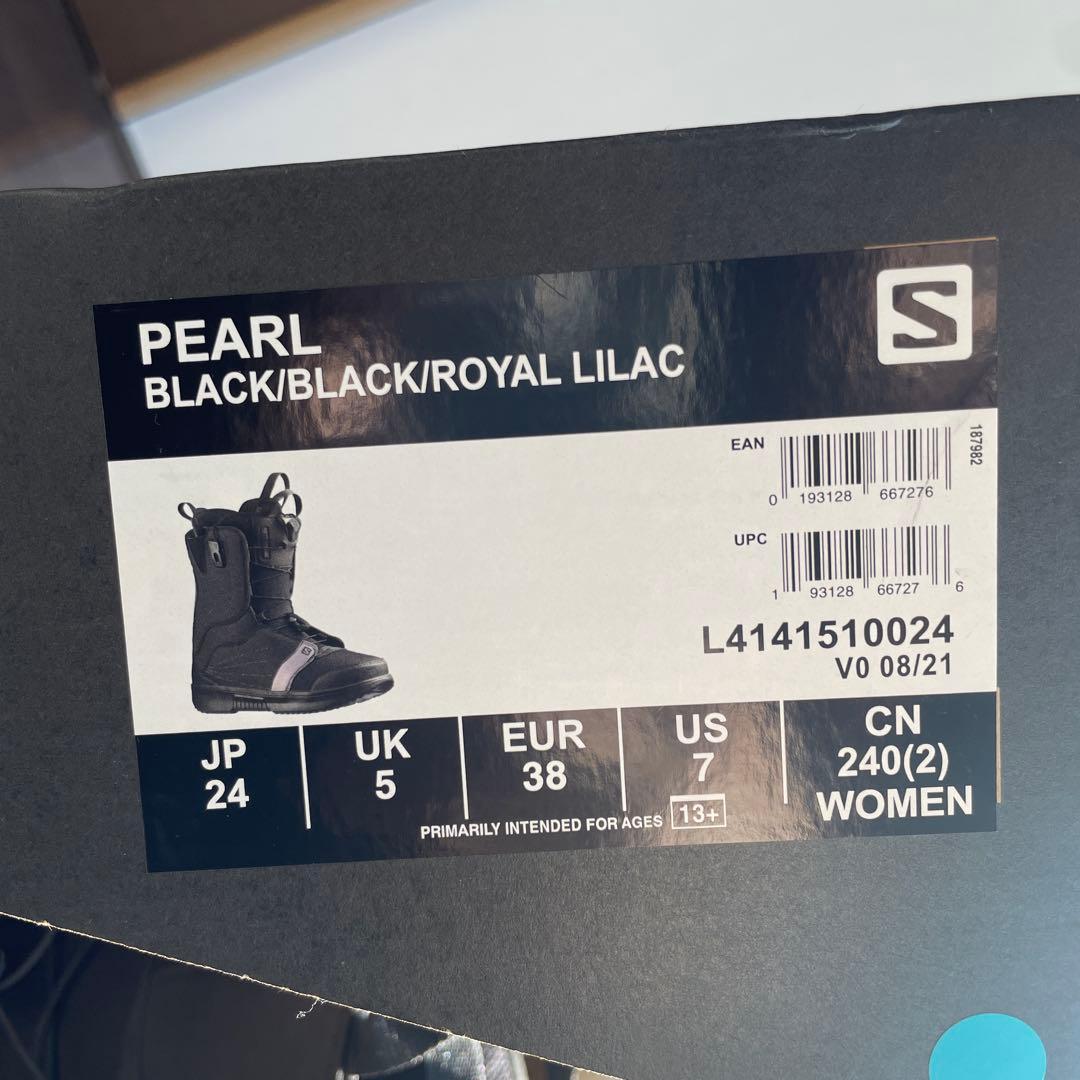 PEARL
BLACK/BLACK/ROYAL LILAC
S
EAN
0 193128 667276
187982
UPC
1 93128 66727 6
L4141510024
V0 08/21
JP
24
UK
5
EUR
38
US
7
CN
240(2)
WOMEN
PRIMARILY INTENDED FOR AGES 13+